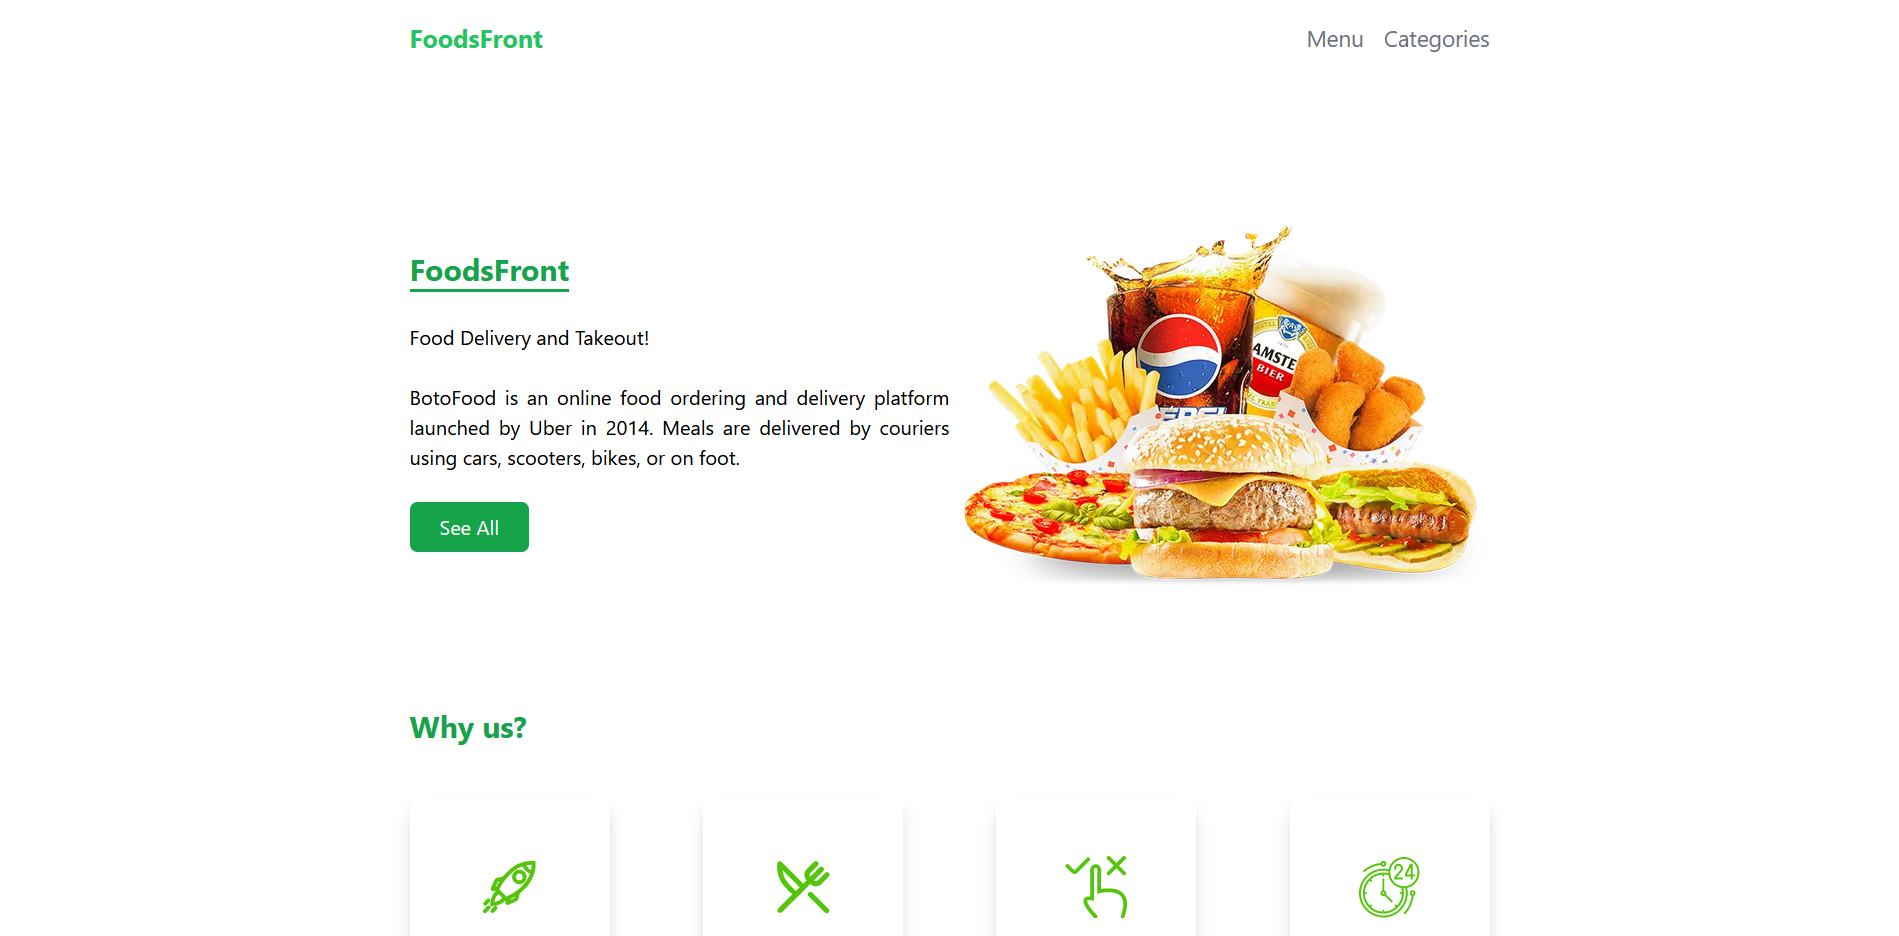 FoodsFront
Menu Categories
FoodsFront
Food Delivery and Takeout!
BotoFood is an online food ordering and delivery platform
launched by Uber in 2014. Meals are delivered by couriers
using cars, scooters, bikes, or on foot.
See All
AMSTE
BIER
PEPSI
Why us?
24